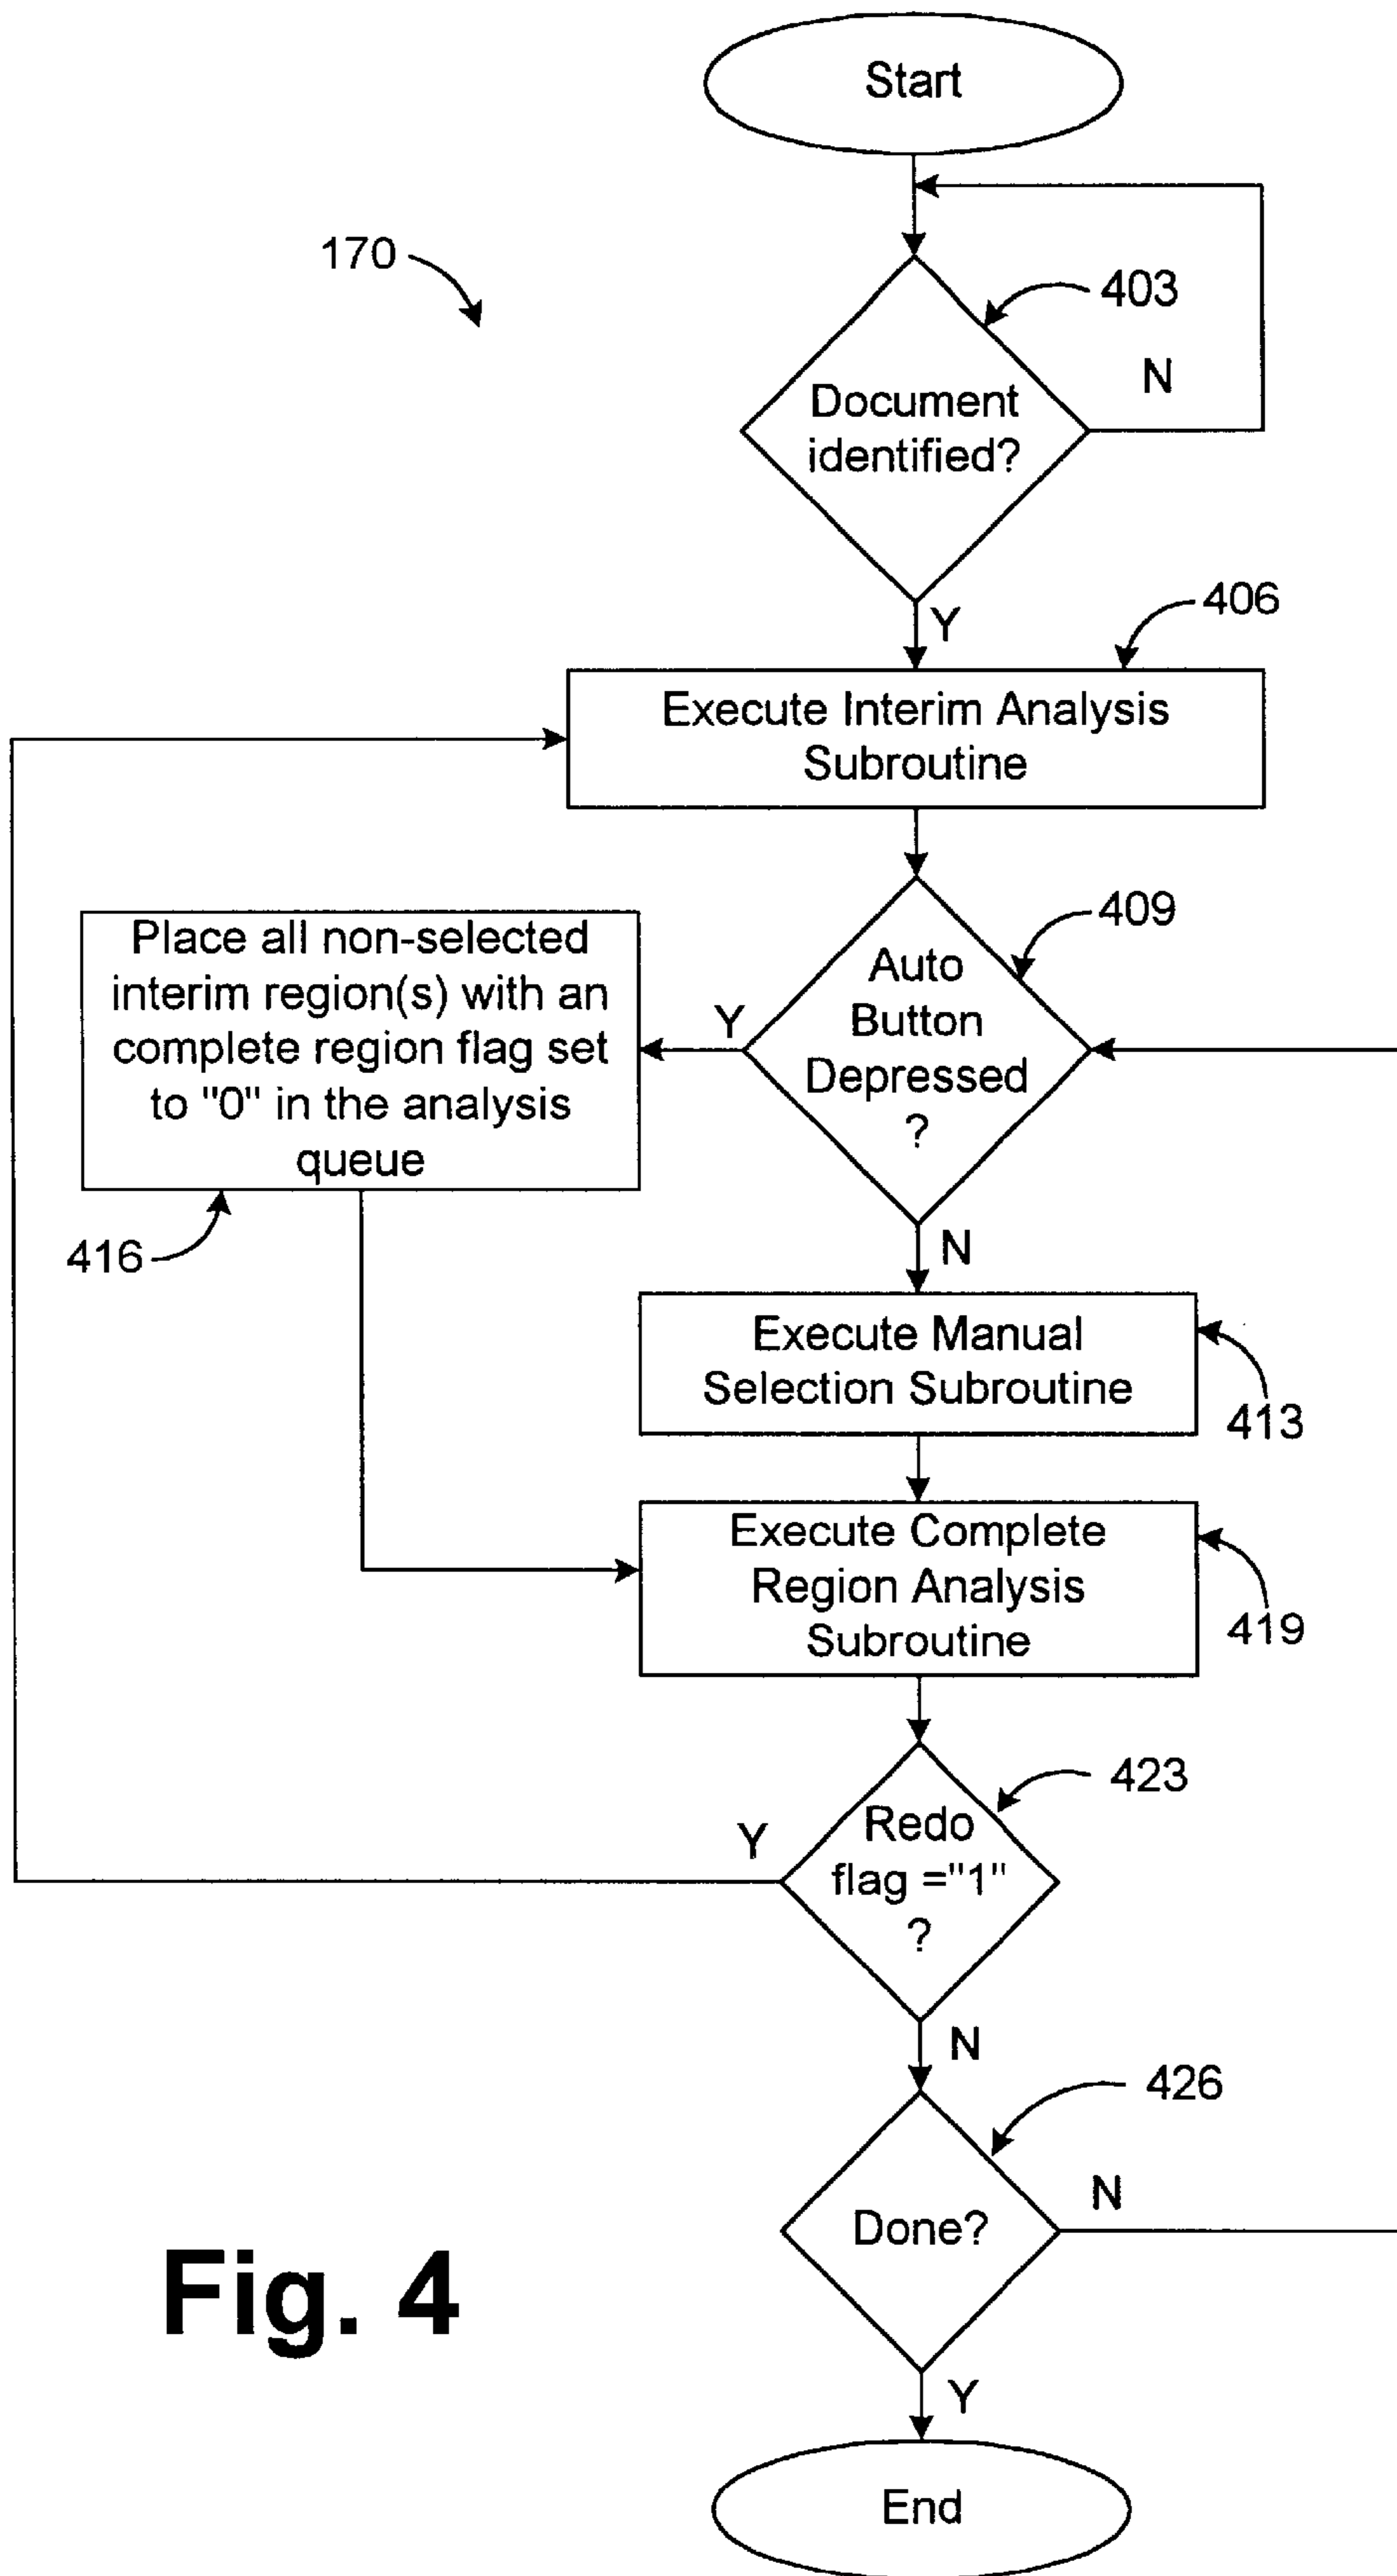 Start
170
403
Document
identified?
N
Y
406
Execute Interim Analysis
Subroutine
409
Auto
Button
Depressed
?
Y
Place all non-selected
interim region(s) with an
complete region flag set
to "0" in the analysis
queue
416
N
Execute Manual
Selection Subroutine
413
Execute Complete
Region Analysis
Subroutine
419
423
Redo
flag ="1"
?
Y
N
426
Done?
N
Y
End
Fig. 4